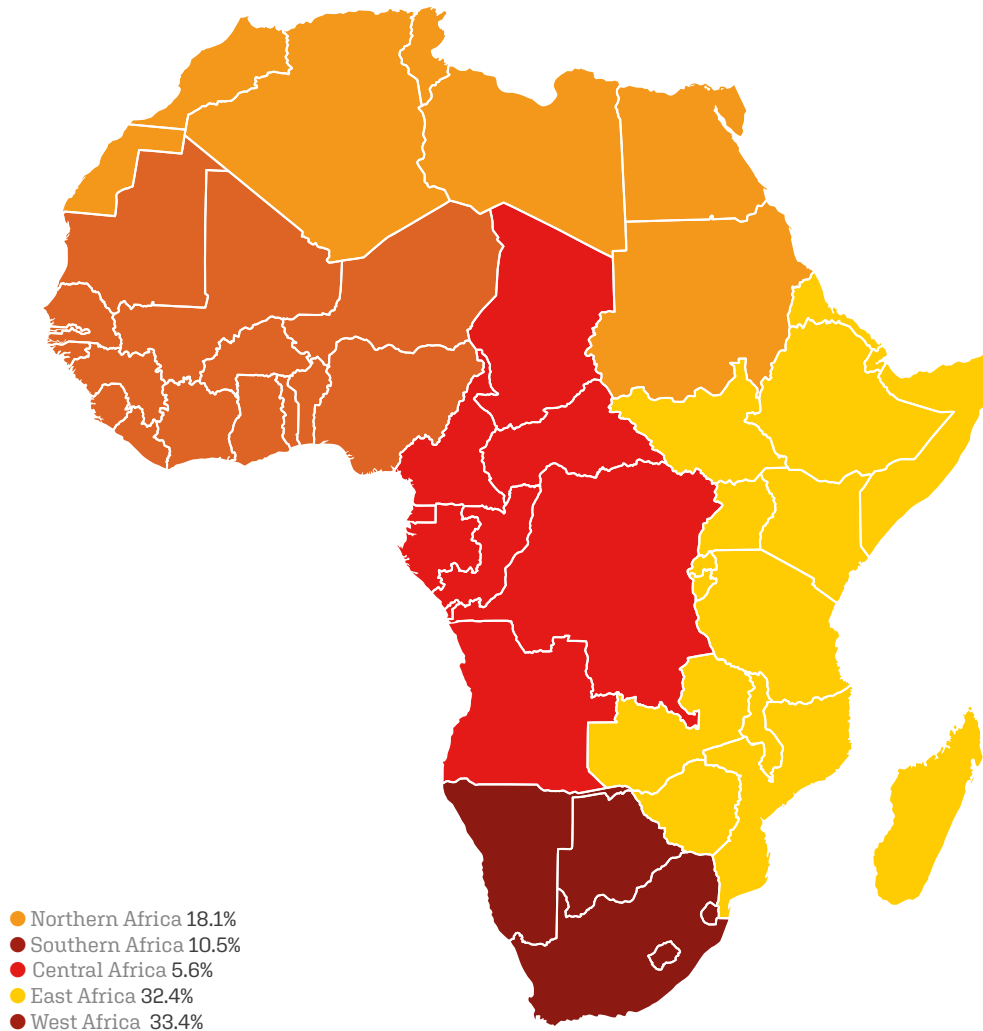 Northern Africa 18.1%
Southern Africa 10.5%
Central Africa 5.6%
East Africa 32.4%
West Africa 33.4%